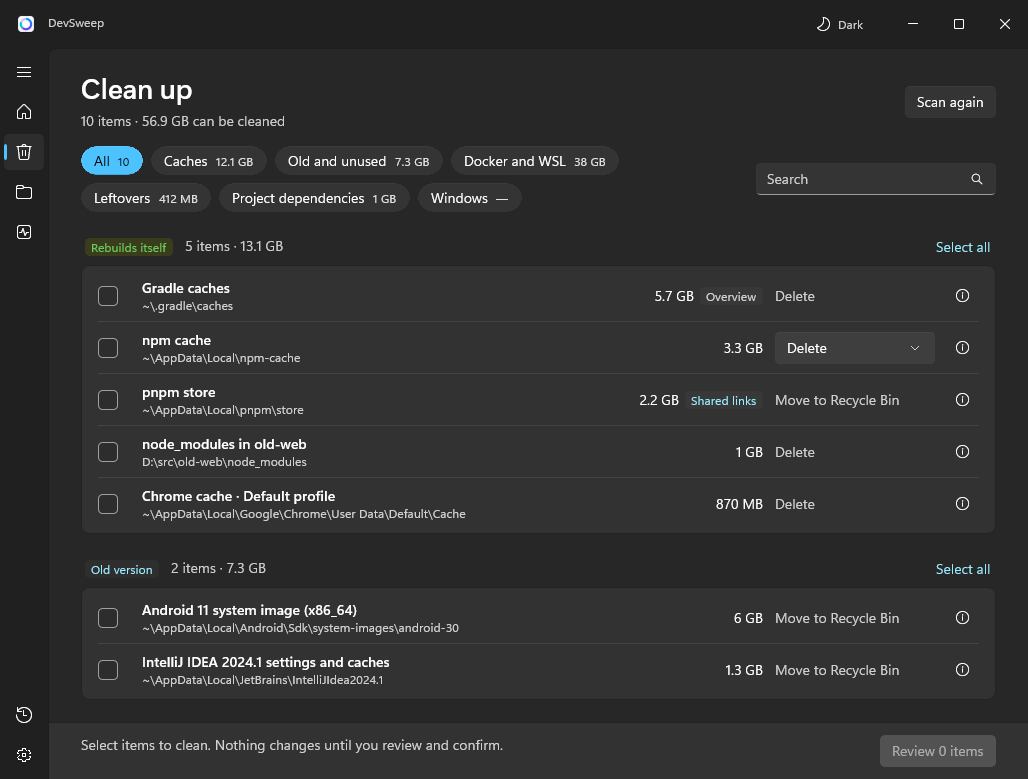 DevSweep
Dark
Clean up
10 items · 56.9 GB can be cleaned
Scan again
All 10
Caches 12.1 GB
Old and unused 7.3 GB
Docker and WSL 38 GB
Leftovers 412 MB
Project dependencies 1 GB
Windows —
Search
Rebuilds itself 5 items · 13.1 GB
Select all
Gradle caches
~\.gradle\caches
5.7 GB Overview Delete
npm cache
~\AppData\Local\npm-cache
3.3 GB Delete
pnpm store
~\AppData\Local\pnpm\store
2.2 GB Shared links Move to Recycle Bin
node_modules in old-web
D:\src\old-web\node_modules
1 GB Delete
Chrome cache · Default profile
~\AppData\Local\Google\Chrome\User Data\Default\Cache
870 MB Delete
Old version 2 items · 7.3 GB
Select all
Android 11 system image (x86_64)
~\AppData\Local\Android\Sdk\system-images\android-30
6 GB Move to Recycle Bin
IntelliJ IDEA 2024.1 settings and caches
~\AppData\Local\JetBrains\IntelliJIdea2024.1
1.3 GB Move to Recycle Bin
Select items to clean. Nothing changes until you review and confirm.
Review 0 items